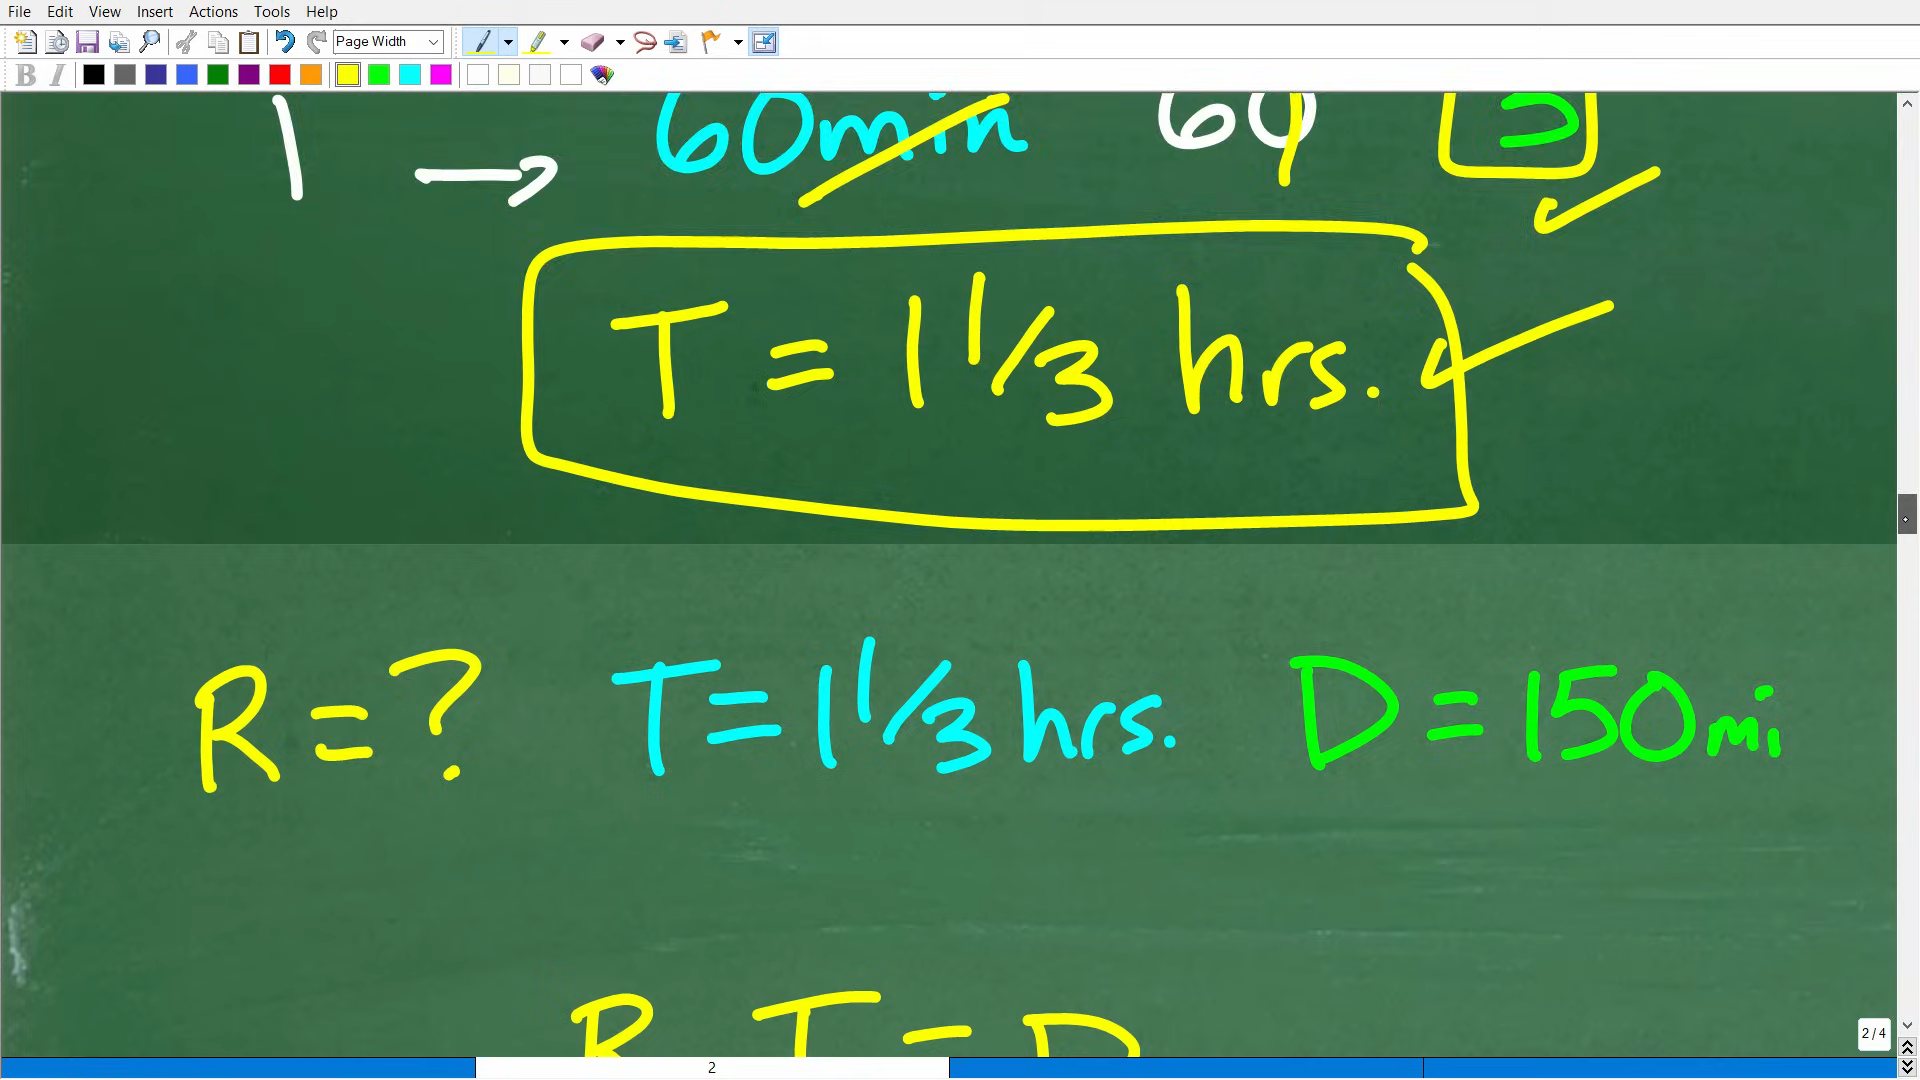 File Edit View Insert Actions Tools Help
Page Width
B I
1 → 60min 60 3
T = 1 1/3 hrs.
R = ? T = 1 1/3 hrs. D = 150mi
R T = D
2/4
2